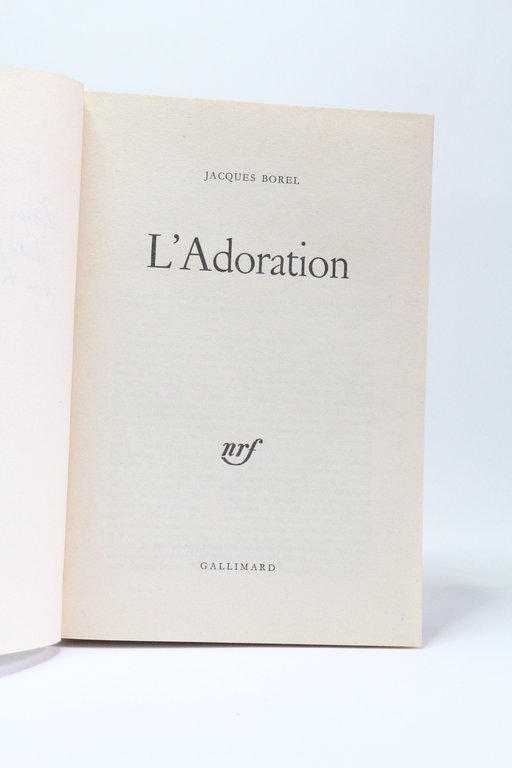 JACQUES BOREL
L'Adoration
nrf
GALLIMARD